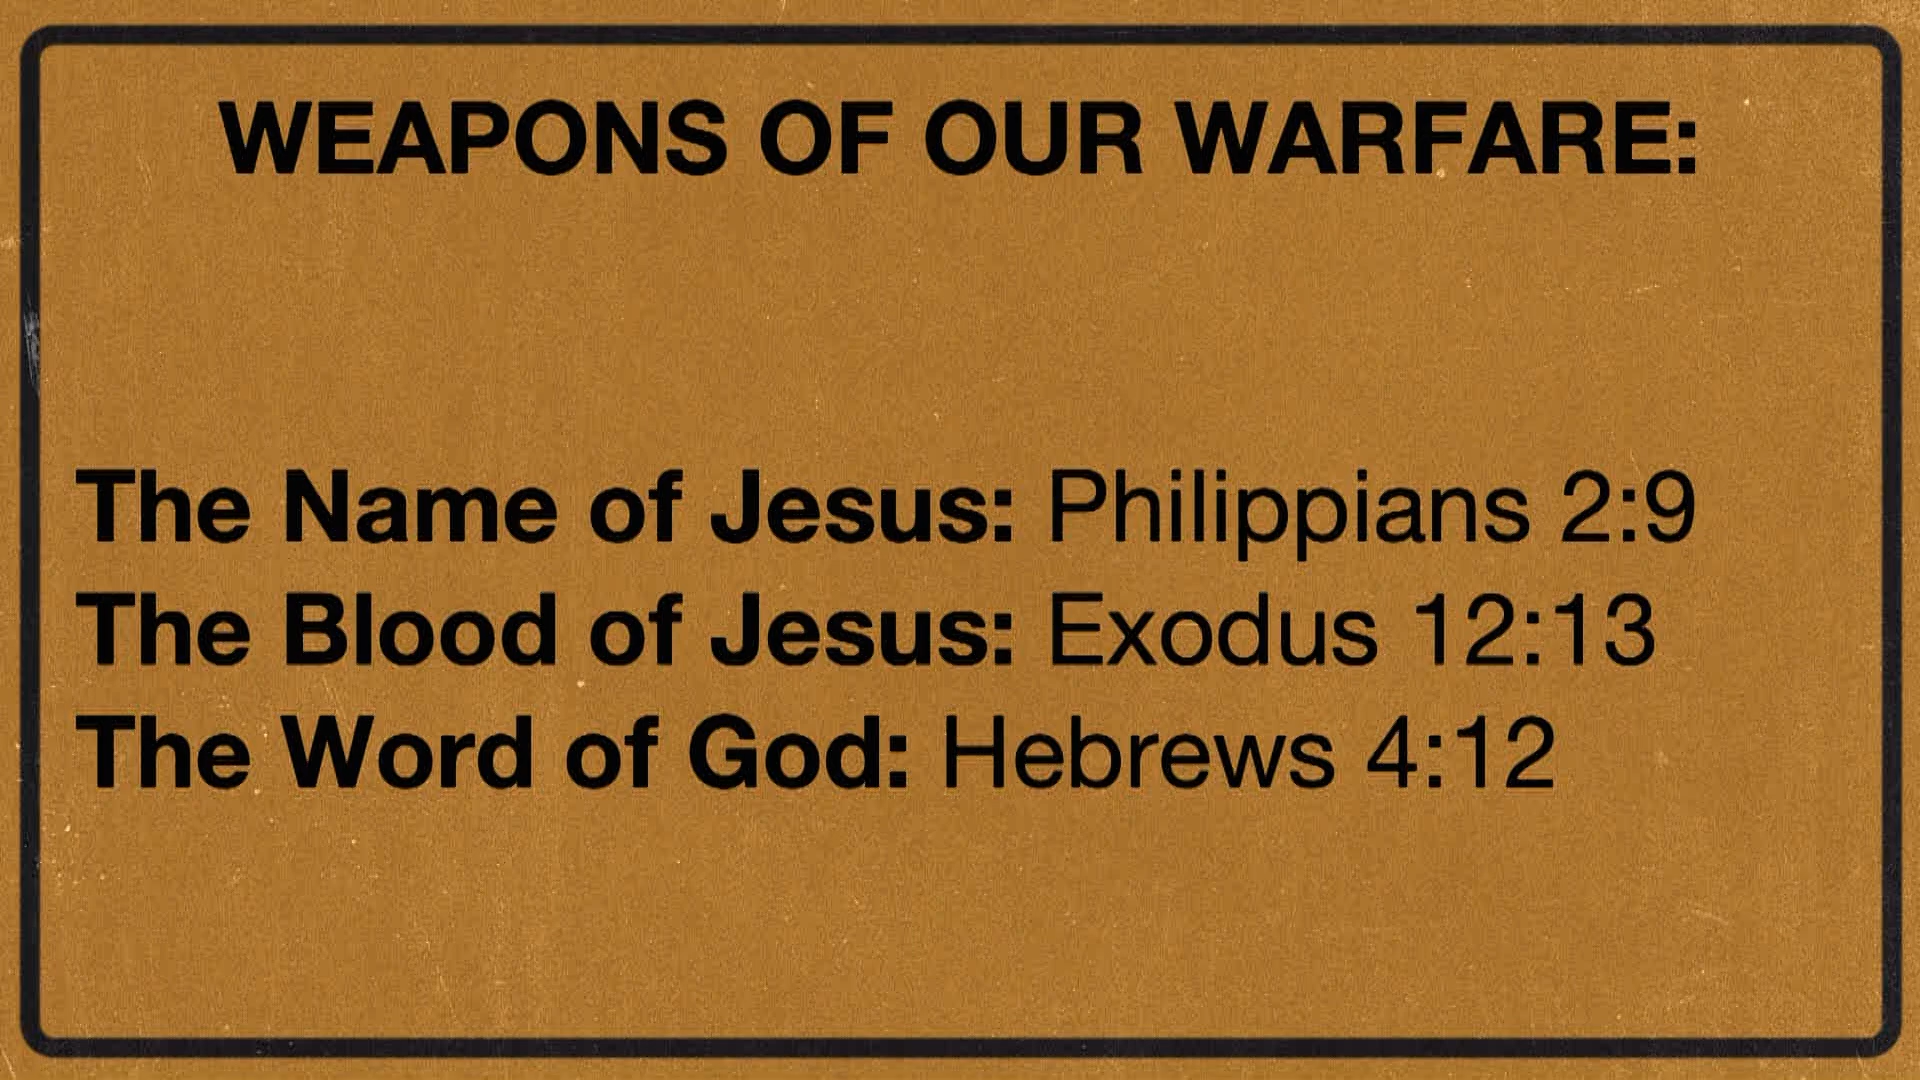 WEAPONS OF OUR WARFARE:
The Name of Jesus: Philippians 2:9
The Blood of Jesus: Exodus 12:13
The Word of God: Hebrews 4:12